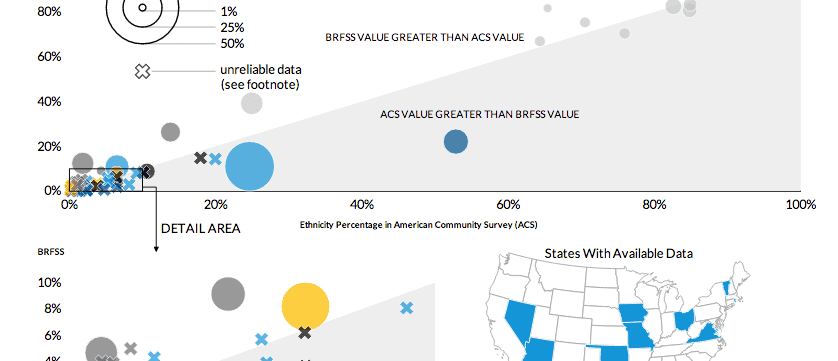 80%
1%
25%
50%
BRFSS VALUE GREATER THAN ACS VALUE
60%
unreliable data
(see footnote)
40%
ACS VALUE GREATER THAN BRFSS VALUE
20%
0%
0%
20%
40%
60%
80%
100%
Ethnicity Percentage in American Community Survey (ACS)
DETAIL AREA
BRFSS
States With Available Data
10%
8%
6%
4%